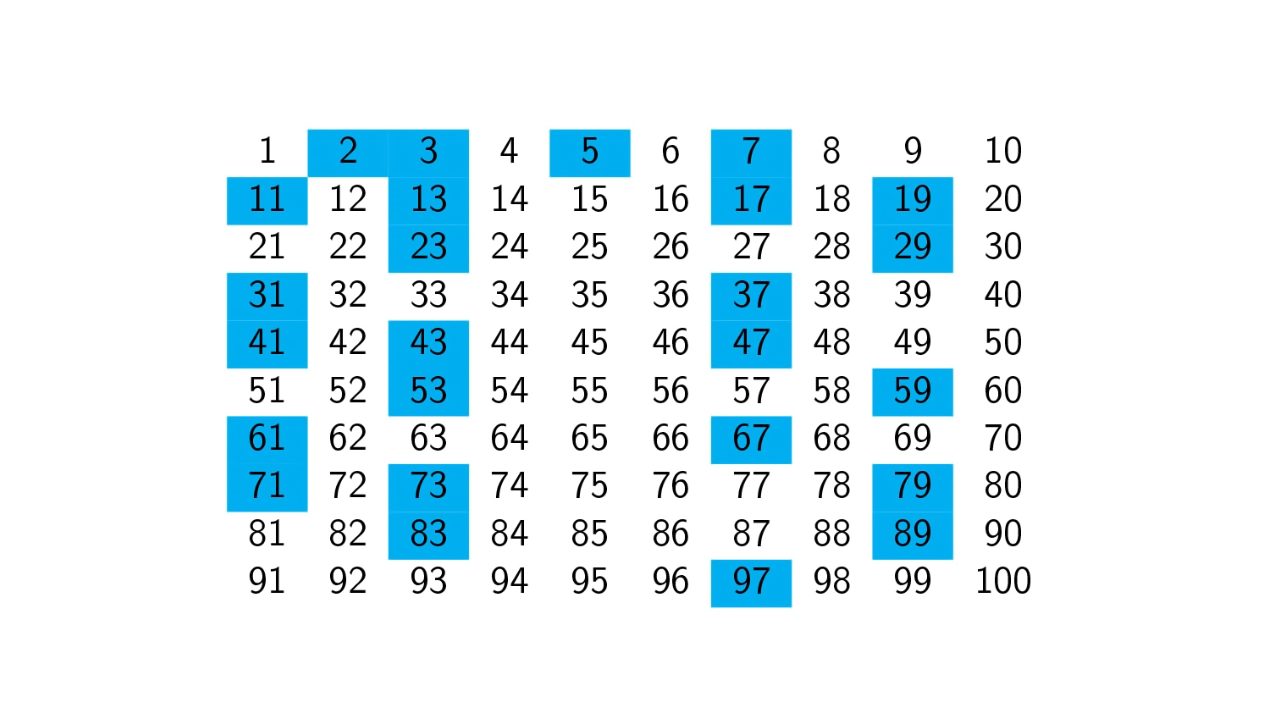 1 2 3 4 5 6 7 8 9 10
11 12 13 14 15 16 17 18 19 20
21 22 23 24 25 26 27 28 29 30
31 32 33 34 35 36 37 38 39 40
41 42 43 44 45 46 47 48 49 50
51 52 53 54 55 56 57 58 59 60
61 62 63 64 65 66 67 68 69 70
71 72 73 74 75 76 77 78 79 80
81 82 83 84 85 86 87 88 89 90
91 92 93 94 95 96 97 98 99 100